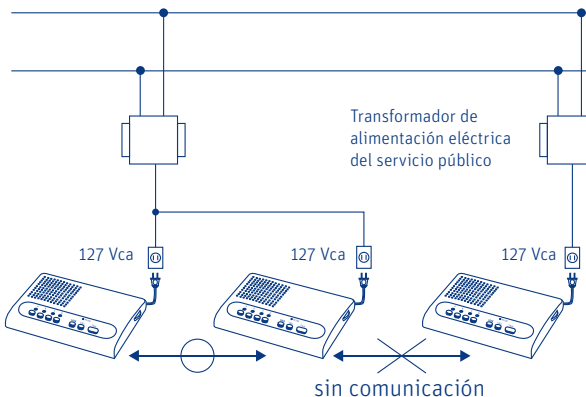 Transformador de
alimentación eléctrica
del servicio público
127 Vca
127 Vca
127 Vca
sin comunicación